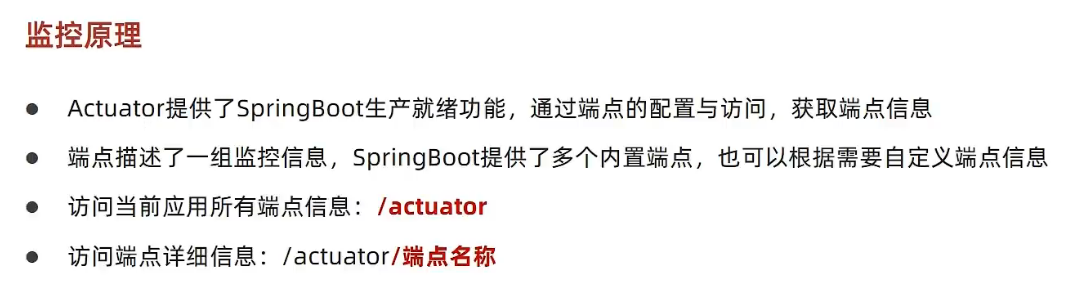 监控原理
● Actuator提供了SpringBoot生产就绪功能，通过端点的配置与访问，获取端点信息
● 端点描述了一组监控信息，SpringBoot提供了多个内置端点，也可以根据需要自定义端点信息
● 访问当前应用所有端点信息：/actuator
● 访问端点详细信息：/actuator/端点名称